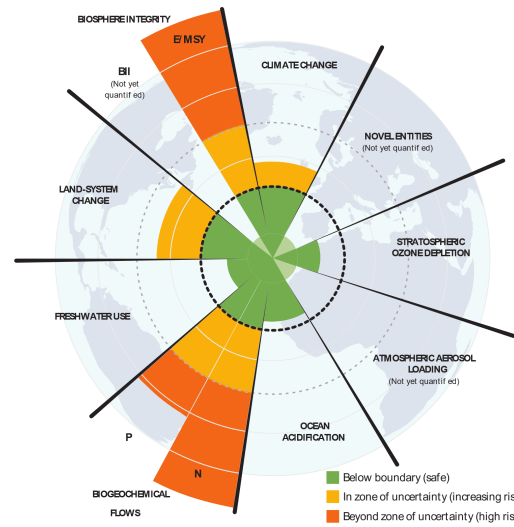 BIOSPHERE INTEGRITY
E/MSY
BII
(Not yet
quantif ed)
CLIMATE CHANGE
NOVEL ENTITIES
(Not yet quantif ed)
LAND-SYSTEM
CHANGE
STRATOSPHERIC
OZONE DEPLETION
FRESHWATER USE
ATMOSPHERIC AEROSOL
LOADING
(Not yet quantif ed)
P
N
OCEAN
ACIDIFICATION
BIOGEOCHEMICAL
FLOWS
Below boundary (safe)
In zone of uncertainty (increasing ris
Beyond zone of uncertainty (high ris